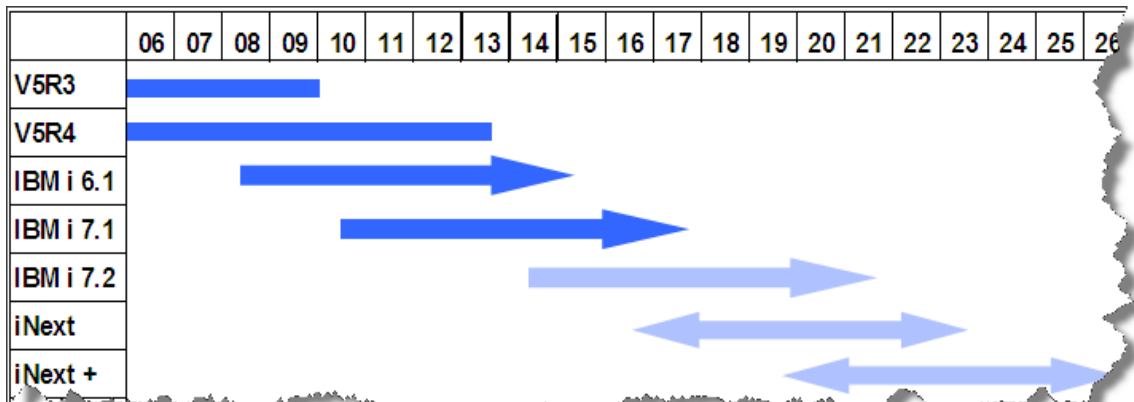 06 07 08 09 10 11 12 13 14 15 16 17 18 19 20 21 22 23 24 25 26
V5R3
V5R4
IBM i 6.1
IBM i 7.1
IBM i 7.2
iNext
iNext +